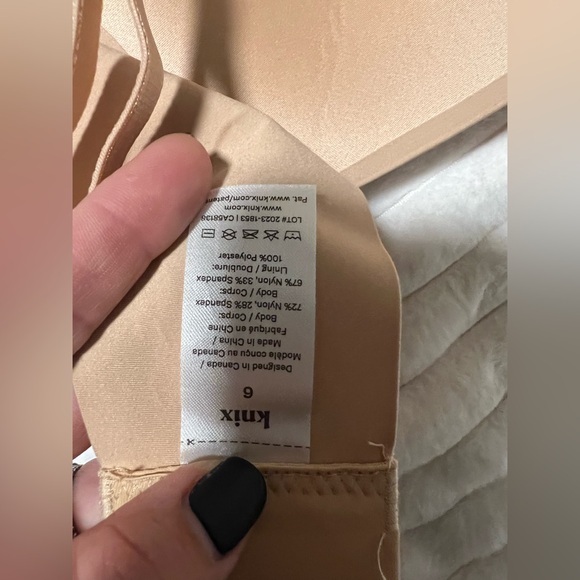 knix
6
Designed in Canada /
Modèle conçu au Canada
Made in China /
Fabriqué en Chine
Body / Corps:
72% Nylon, 28% Spandex
Body / Corps:
67% Nylon, 33% Spandex
Lining / Doublure:
100% Polyester
LOT# 2023-1853 | CA58138
www.knix.com
Pat. www.knix.com/patent